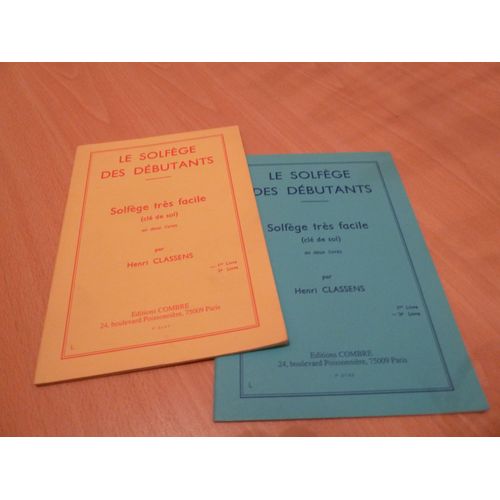 LE SOLFÈGE
DES DÉBUTANTS
Solfège très facile
(clé de sol)
en deux livres
par
Henri CLASSENS
1er Livre
2e Livre
Editions COMBRE
24, boulevard Poissonnière, 75009 Paris
L
LE SOLFÈGE
DES DÉBUTANTS
Solfège très facile
(clé de sol)
en deux livres
par
Henri CLASSENS
1er Livre
2e Livre
Editions COMBRE
24, boulevard Poissonnière, 75009 Paris
L